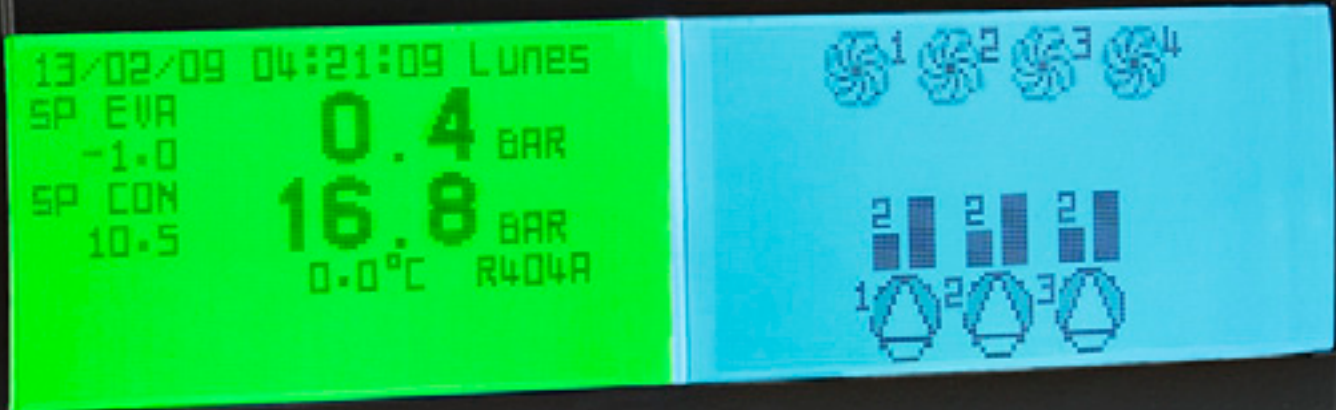 13/02/09 04:21:09 Lunes
SP EVA
-1.0
0.4 BAR
SP CON
10.5
16.8 BAR
0.0°C R404A
1 2 3 4
2 2 2
1 2 3